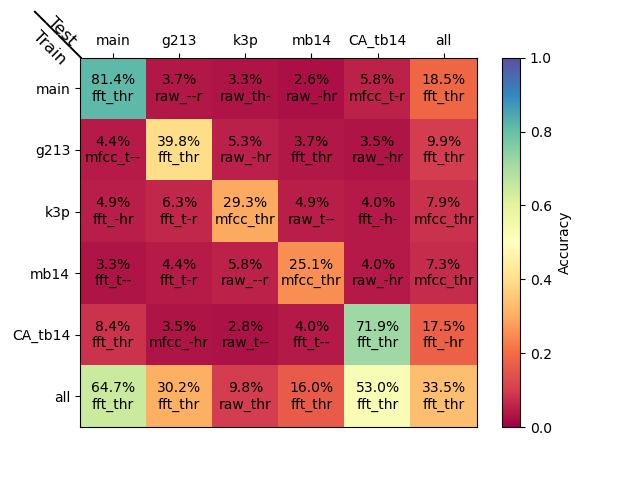 Test
Train
main g213 k3p mb14 CA_tb14 all
main 81.4% 3.7% 3.3% 2.6% 5.8% 18.5%
fft_thr raw_--r raw_th- raw_-hr mfcc_t-r fft_thr
g213 4.4% 39.8% 5.3% 3.7% 3.5% 9.9%
mfcc_t-- fft_thr raw_-hr fft_thr raw_-hr fft_thr
k3p 4.9% 6.3% 29.3% 4.9% 4.0% 7.9%
fft_-hr fft_t-r mfcc_thr raw_t-- fft_-h- mfcc_thr
mb14 3.3% 4.4% 5.8% 25.1% 4.0% 7.3%
fft_t-- fft_t-r raw_--r mfcc_thr raw_-hr mfcc_thr
CA_tb14 8.4% 3.5% 2.8% 4.0% 71.9% 17.5%
fft_thr mfcc_-hr raw_t-- fft_t-- fft_thr fft_-hr
all 64.7% 30.2% 9.8% 16.0% 53.0% 33.5%
fft_thr fft_thr raw_thr fft_thr fft_thr fft_thr
1.0
0.8
0.6
0.4
0.2
0.0
Accuracy